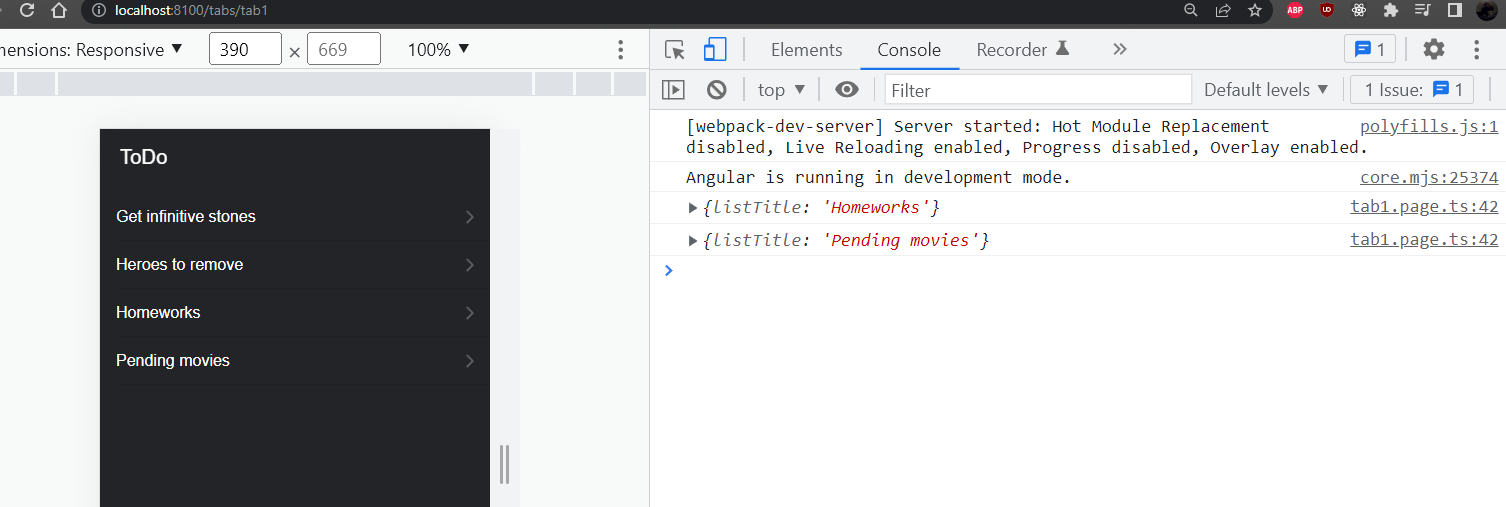 localhost:8100/tabs/tab1
ABP
UO
mensions: Responsive ▼ 390 × 669 100% ▼
Elements Console Recorder 1
top ▼ Filter Default levels ▼ 1 Issue: 1
[webpack-dev-server] Server started: Hot Module Replacement polyfills.js:1
disabled, Live Reloading enabled, Progress disabled, Overlay enabled.
Angular is running in development mode. core.mjs:25374
▶ {listTitle: 'Homeworks'} tab1.page.ts:42
▶ {listTitle: 'Pending movies'} tab1.page.ts:42
ToDo
Get infinitive stones
Heroes to remove
Homeworks
Pending movies